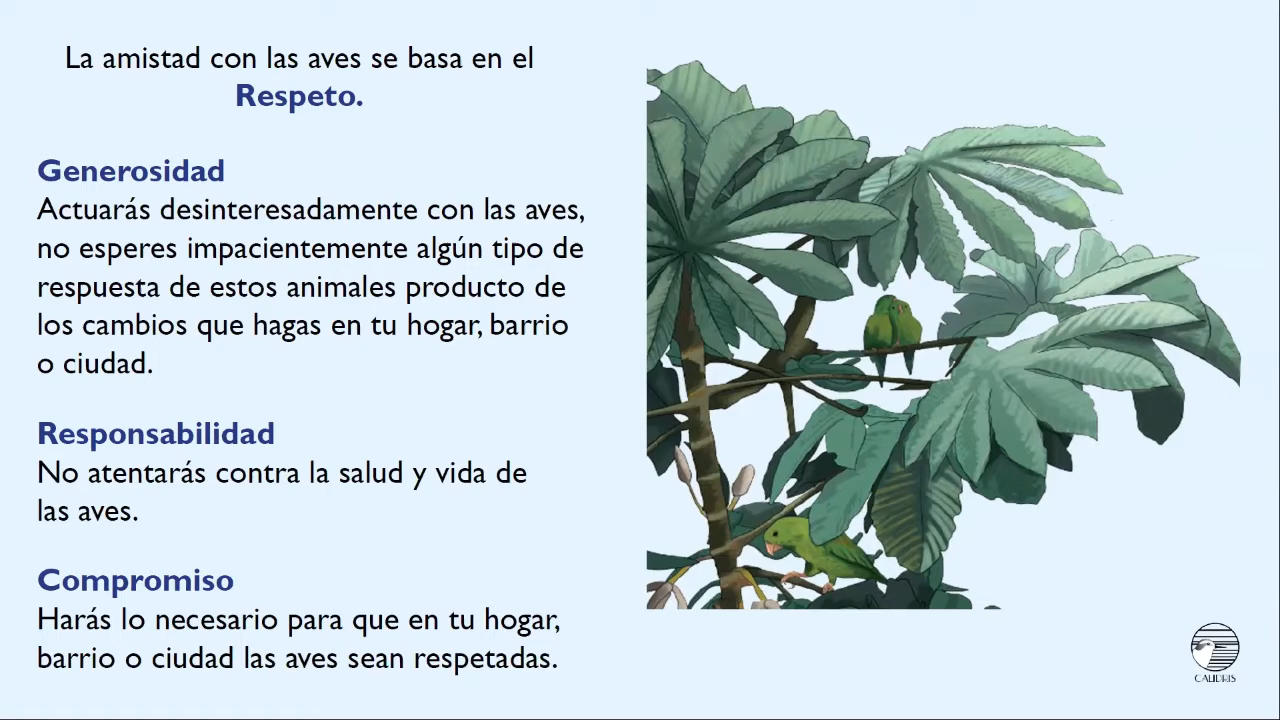 La amistad con las aves se basa en el
Respeto.
Generosidad
Actuarás desinteresadamente con las aves,
no esperes impacientemente algún tipo de
respuesta de estos animales producto de
los cambios que hagas en tu hogar, barrio
o ciudad.
Responsabilidad
No atentarás contra la salud y vida de
las aves.
Compromiso
Harás lo necesario para que en tu hogar,
barrio o ciudad las aves sean respetadas.
CALIDRIS